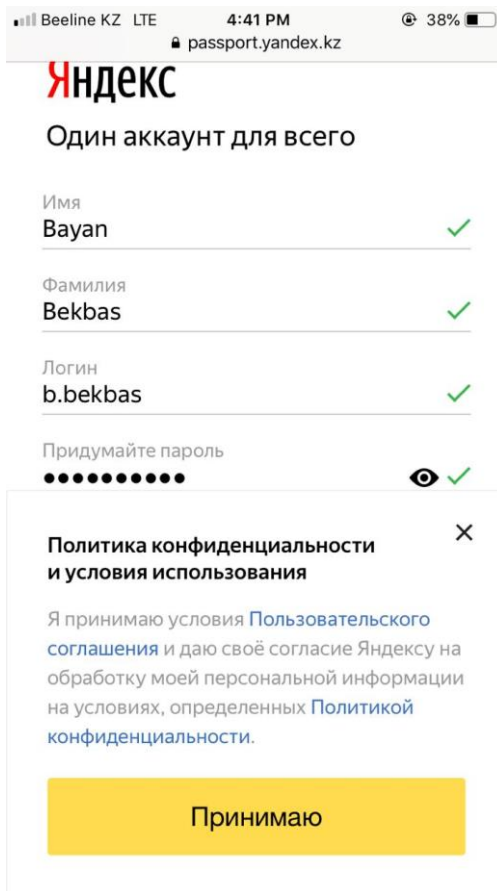 Beeline KZ LTE 4:41 PM 38%
passport.yandex.kz
Яндекс
Один аккаунт для всего
Имя
Bayan
Фамилия
Bekbas
Логин
b.bekbas
Придумайте пароль
••••••••••
Политика конфиденциальности
и условия использования
Я принимаю условия Пользовательского
соглашения и даю своё согласие Яндексу на
обработку моей персональной информации
на условиях, определенных Политикой
конфиденциальности.
Принимаю